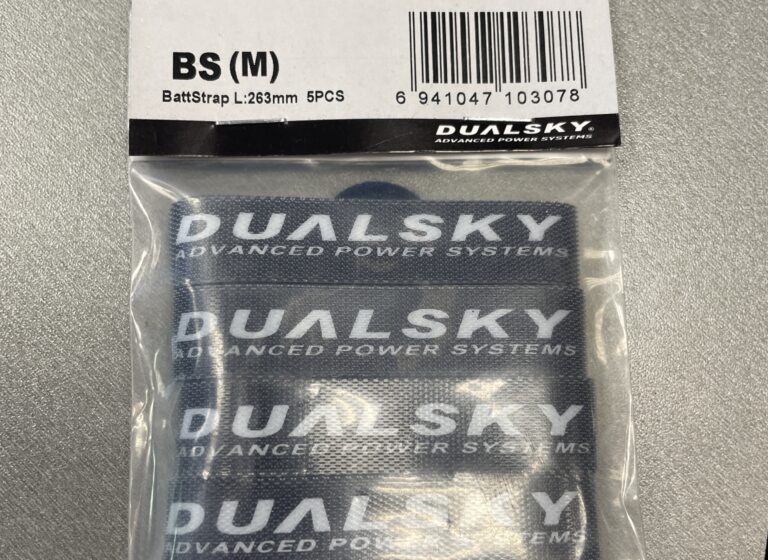 BS (M)
BattStrap L:263mm 5PCS
6 941047 103078
DUALSKY®
ADVANCED POWER SYSTEMS
DUALSKY
ADVANCED POWER SYSTEMS
DUALSKY
ADVANCED POWER SYSTEMS
DUALSKY
ADVANCED POWER SYSTEMS
DUALSKY
ADVANCED POWER SYSTEMS